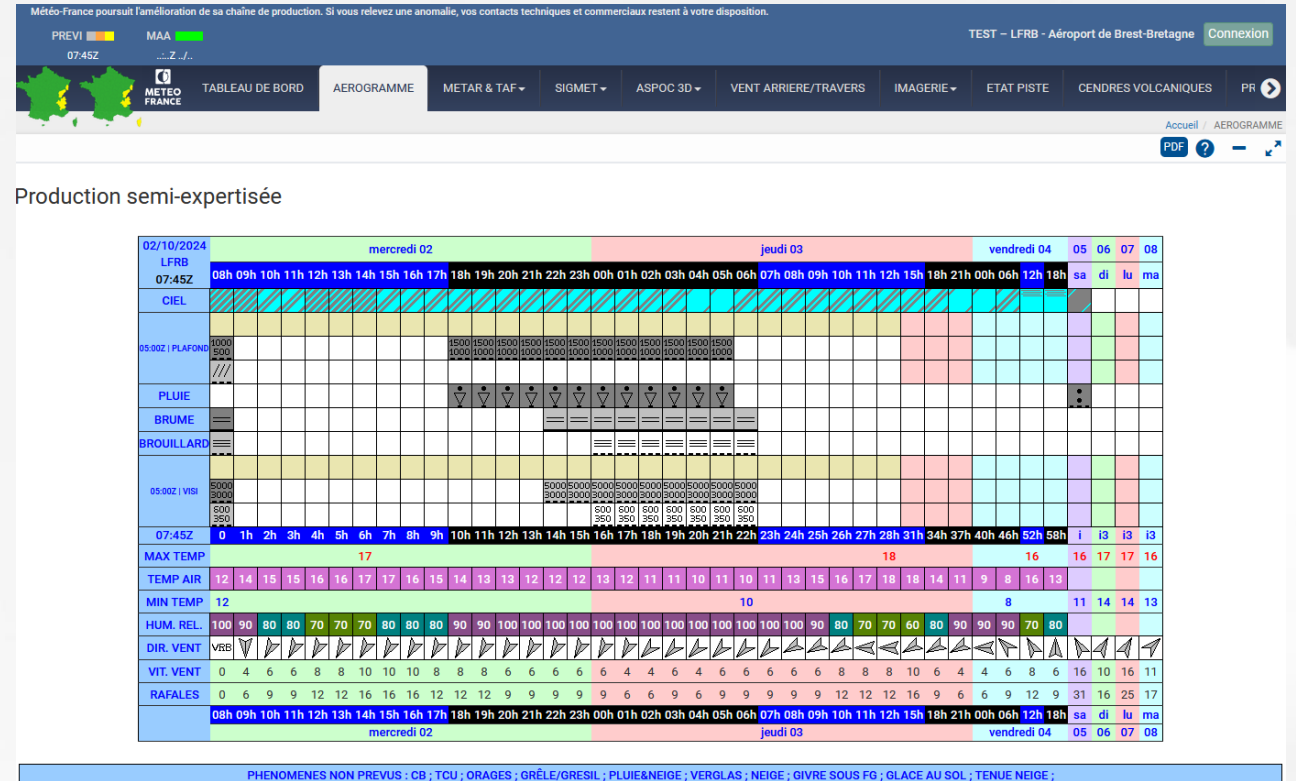 Météo-France poursuit l'amélioration de sa chaîne de production. Si vous relevez une anomalie, vos contacts techniques et commerciaux restent à votre disposition.
PREVI MAA TEST – LFRB - Aéroport de Brest-Bretagne Connexion
07:45Z ..:..Z ../..
METEO FRANCE TABLEAU DE BORD AEROGRAMME METAR & TAF SIGMET ASPOC 3D VENT ARRIERE/TRAVERS IMAGERIE ETAT PISTE CENDRES VOLCANIQUES PR
Accueil / AEROGRAMME
PDF ?
Production semi-expertisée
02/10/2024 LFRB 07:45Z mercredi 02 jeudi 03 vendredi 04 05 06 07 08
08h 09h 10h 11h 12h 13h 14h 15h 16h 17h 18h 19h 20h 21h 22h 23h 00h 01h 02h 03h 04h 05h 06h 07h 08h 09h 10h 11h 12h 15h 18h 21h 00h 06h 12h 18h sa di lu ma
CIEL
05:00Z | PLAFOND
1000 1500 1500 1500 1500 1500 1500 1500 1500 1500 1500 1500 1500
500 1000 1000 1000 1000 1000 1000 1000 1000 1000 1000 1000 1000
///
PLUIE
BRUME
BROUILLARD
05:00Z | VISI
5000 5000 5000 5000 5000 5000 5000 5000 5000 5000
3000 3000 3000 3000 3000 3000 3000 3000 3000 3000
600 600 600 600 600 600 600 600
350 350 350 350 350 350 350 350
07:45Z 0 1h 2h 3h 4h 5h 6h 7h 8h 9h 10h 11h 12h 13h 14h 15h 16h 17h 18h 19h 20h 21h 22h 23h 24h 25h 26h 27h 28h 31h 34h 37h 40h 46h 52h 58h i i3 i3 i3
MAX TEMP 17 18 16 16 17 17 16
TEMP AIR 12 14 15 15 16 16 17 17 16 15 14 13 13 12 12 12 13 12 11 11 10 11 10 11 13 15 16 17 18 18 14 11 9 8 16 13
MIN TEMP 12 10 8 11 14 14 13
HUM. REL. 100 90 80 80 70 70 70 80 80 80 90 90 100 100 100 100 100 100 100 100 100 100 100 100 100 90 80 70 70 60 80 90 90 90 70 80
DIR. VENT VRB
VIT. VENT 0 4 6 6 8 8 10 10 10 8 8 8 6 6 6 6 6 4 4 6 4 6 6 6 6 6 8 8 8 10 6 4 4 6 8 6 16 10 16 11
RAFALES 0 6 9 9 12 12 16 16 16 12 12 12 9 9 9 9 9 6 6 9 6 9 9 9 9 9 12 12 12 16 9 6 6 9 12 9 31 16 25 17
08h 09h 10h 11h 12h 13h 14h 15h 16h 17h 18h 19h 20h 21h 22h 23h 00h 01h 02h 03h 04h 05h 06h 07h 08h 09h 10h 11h 12h 15h 18h 21h 00h 06h 12h 18h sa di lu ma
mercredi 02 jeudi 03 vendredi 04 05 06 07 08
PHENOMENES NON PREVUS : CB ; TCU ; ORAGES ; GRÊLE/GRESIL ; PLUIE&NEIGE ; VERGLAS ; NEIGE ; GIVRE SOUS FG ; GLACE AU SOL ; TENUE NEIGE ;